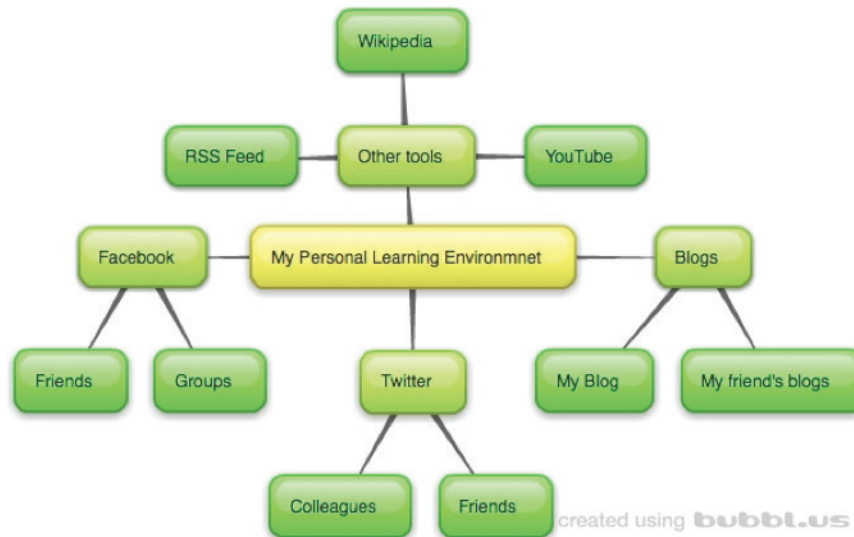 Wikipedia
RSS Feed
Other tools
YouTube
Facebook
My Personal Learning Environmnet
Blogs
Friends
Groups
Twitter
My Blog
My friend's blogs
Colleagues
Friends
created using bubbl.us